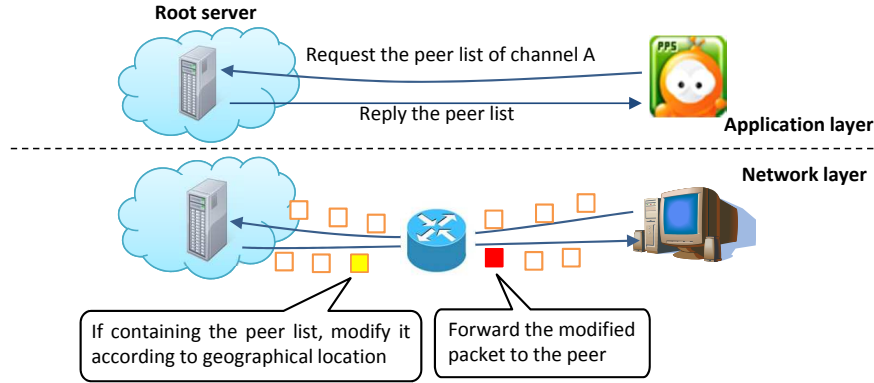 Root server
Request the peer list of channel A
PPS
Reply the peer list
Application layer
Network layer
If containing the peer list, modify it
according to geographical location
Forward the modified
packet to the peer